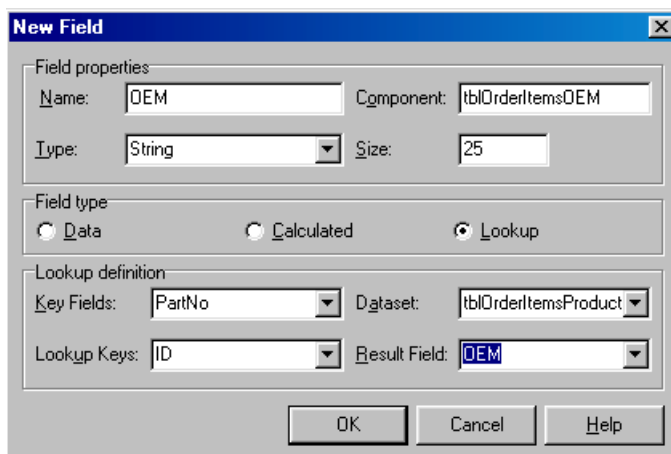 New Field
Field properties
Name: OEM Component: tblOrderItemsOEM
Type: String Size: 25
Field type
Data Calculated Lookup
Lookup definition
Key Fields: PartNo Dataset: tblOrderItemsProduct
Lookup Keys: ID Result Field: OEM
OK Cancel Help